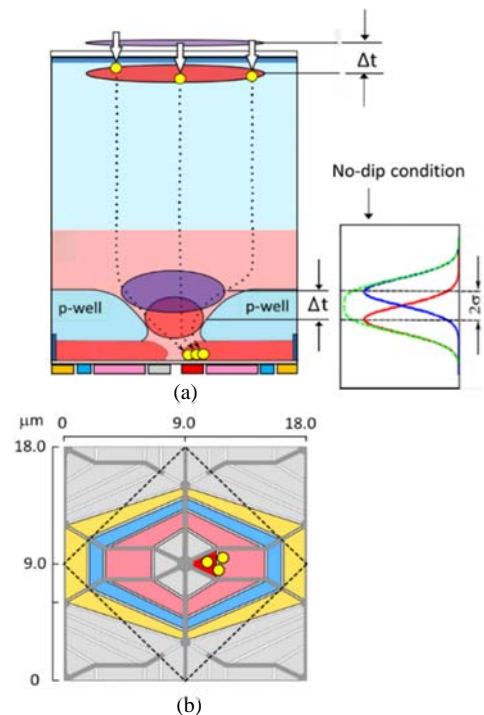 Δt
No-dip condition
p-well
p-well
Δt
2σ
(a)
μm
0
9.0
18.0
18.0
9.0
0
(b)